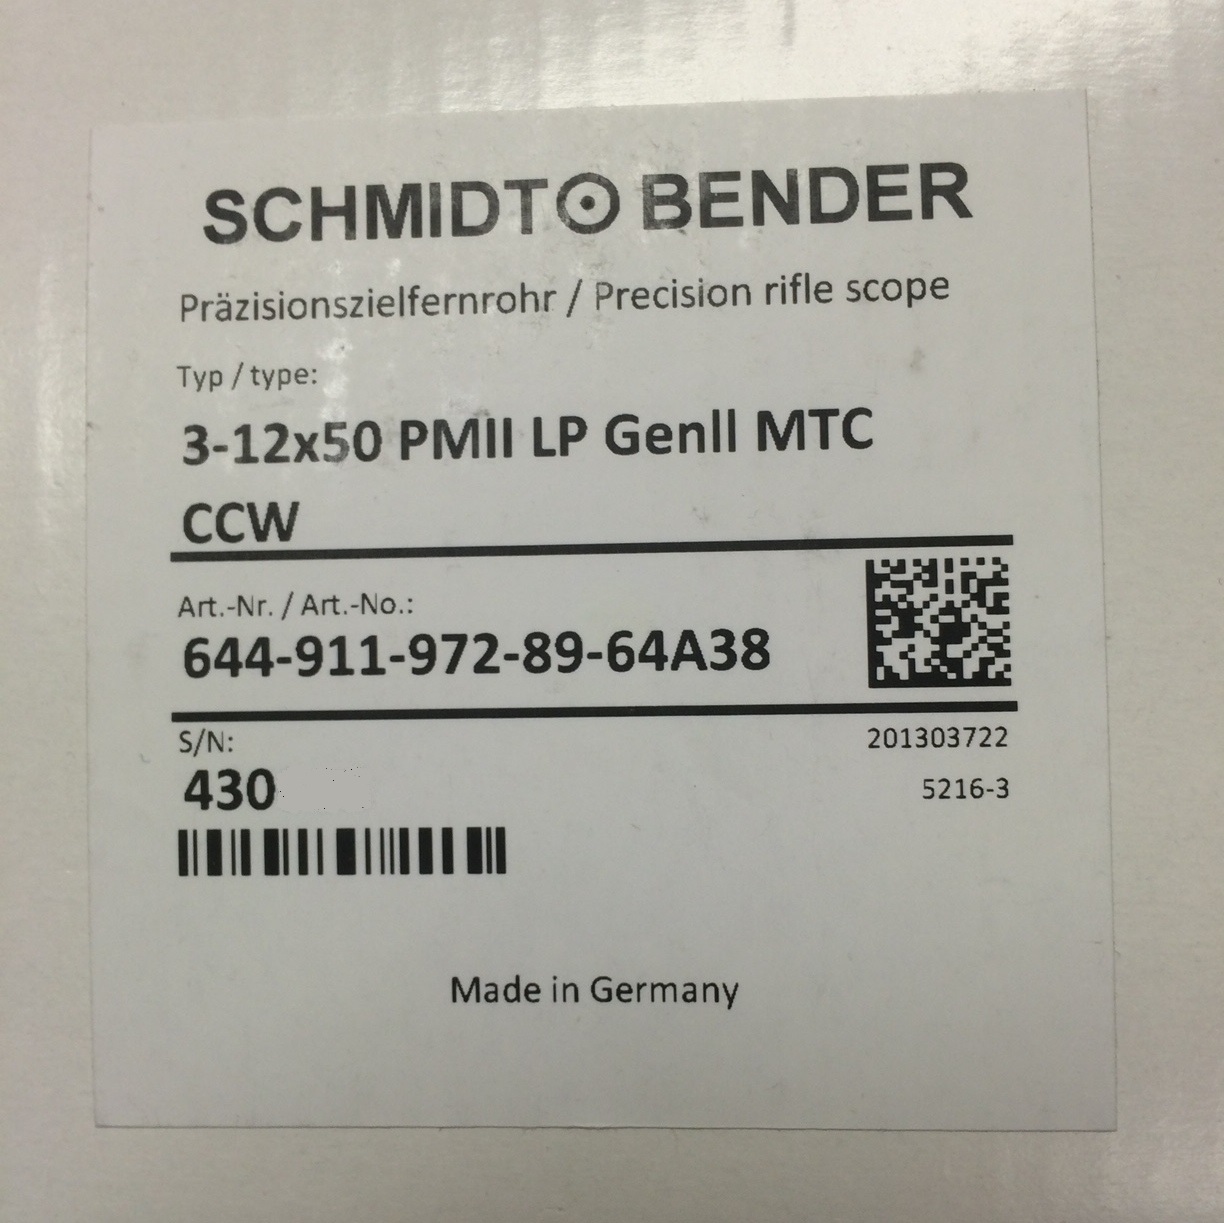 SCHMIDT BENDER
Präzisionszielfernrohr / Precision rifle scope
Typ / type:
3-12x50 PMII LP GenII MTC
CCW
Art.-Nr. / Art.-No.:
644-911-972-89-64A38
S/N:
201303722
430
5216-3
Made in Germany